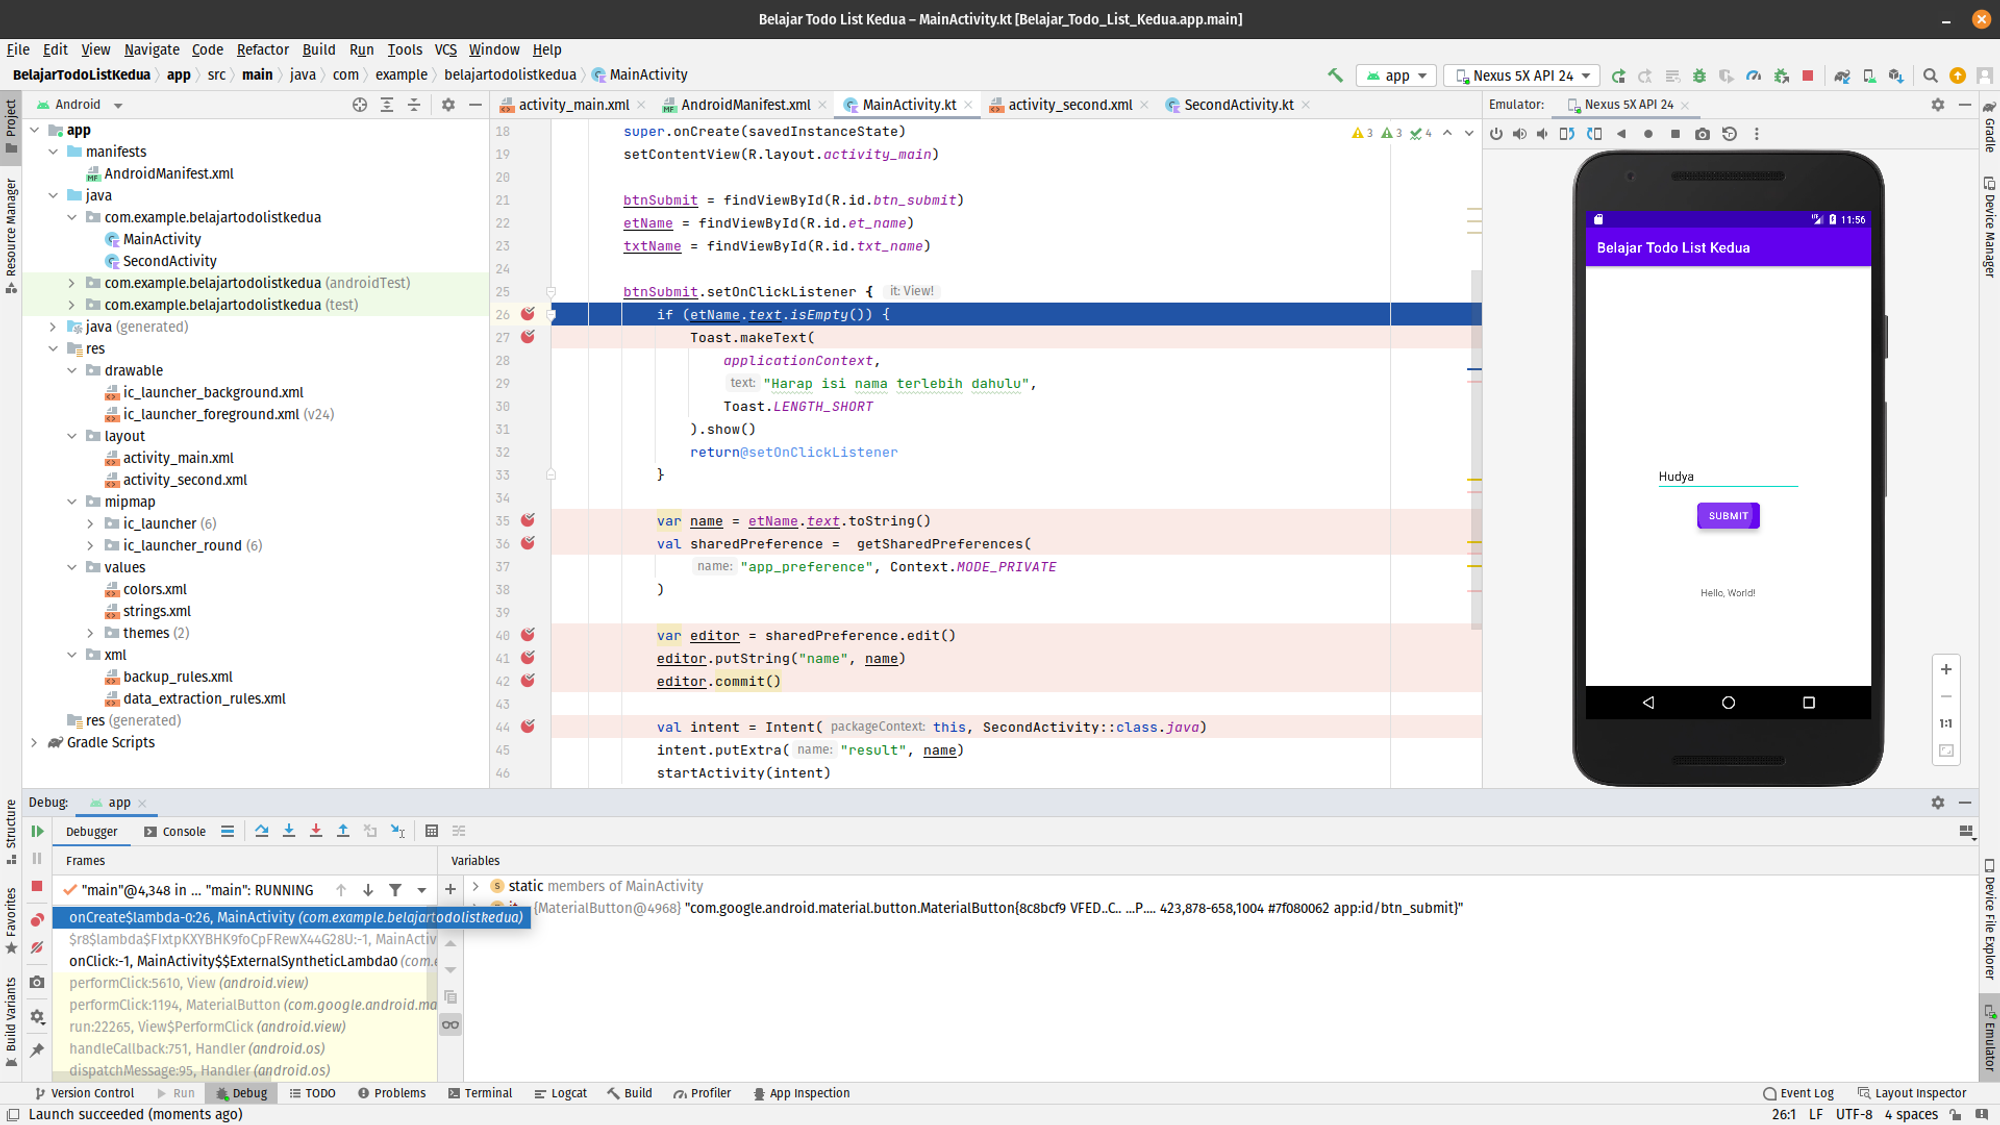 Belajar Todo List Kedua – MainActivity.kt [Belajar_Todo_List_Kedua.app.main]
File Edit View Navigate Code Refactor Build Run Tools VCS Window Help
BelajarTodoListKedua app src main java com example belajartodolistkedua MainActivity
app Nexus 5X API 24
Android
activity_main.xml AndroidManifest.xml MainActivity.kt activity_second.xml SecondActivity.kt
Emulator: Nexus 5X API 24
Project
Resource Manager
Structure
Favorites
Build Variants
app
manifests
AndroidManifest.xml
java
com.example.belajartodolistkedua
MainActivity
SecondActivity
com.example.belajartodolistkedua (androidTest)
com.example.belajartodolistkedua (test)
java (generated)
res
drawable
ic_launcher_background.xml
ic_launcher_foreground.xml (v24)
layout
activity_main.xml
activity_second.xml
mipmap
ic_launcher (6)
ic_launcher_round (6)
values
colors.xml
strings.xml
themes (2)
xml
backup_rules.xml
data_extraction_rules.xml
res (generated)
Gradle Scripts
3 3 4
18 super.onCreate(savedInstanceState)
19 setContentView(R.layout.activity_main)
20
21 btnSubmit = findViewById(R.id.btn_submit)
22 etName = findViewById(R.id.et_name)
23 txtName = findViewById(R.id.txt_name)
24
25 btnSubmit.setOnClickListener { it: View!
26 if (etName.text.isEmpty()) {
27 Toast.makeText(
28 applicationContext,
29 text: "Harap isi nama terlebih dahulu",
30 Toast.LENGTH_SHORT
31 ).show()
32 return@setOnClickListener
33 }
34
35 var name = etName.text.toString()
36 val sharedPreference = getSharedPreferences(
37 name: "app_preference", Context.MODE_PRIVATE
38 )
39
40 var editor = sharedPreference.edit()
41 editor.putString("name", name)
42 editor.commit()
43
44 val intent = Intent( packageContext: this, SecondActivity::class.java)
45 intent.putExtra( name: "result", name)
46 startActivity(intent)
11:56
Belajar Todo List Kedua
Hudya
SUBMIT
Hello, World!
1:1
Gradle
Device Manager
Device File Explorer
Emulator
Debug: app
Debugger Console
Frames Variables
"main"@4,348 in ... "main": RUNNING
onCreate$lambda-0:26, MainActivity (com.example.belajartodolistkedua)
$r8$lambda$FIxtpKXYBHK9foCpFRewX44G28U:-1, MainActiv
onClick:-1, MainActivity$$ExternalSyntheticLambda0 (com.e
performClick:5610, View (android.view)
performClick:1194, MaterialButton (com.google.android.ma
run:22265, View$PerformClick (android.view)
handleCallback:751, Handler (android.os)
dispatchMessage:95, Handler (android.os)
static members of MainActivity
{MaterialButton@4968} "com.google.android.material.button.MaterialButton{8c8bcf9 VFED..C.. ...P.... 423,878-658,1004 #7f080062 app:id/btn_submit}"
Version Control Run Debug TODO Problems Terminal Logcat Build Profiler App Inspection Event Log Layout Inspector
Launch succeeded (moments ago) 26:1 LF UTF-8 4 spaces